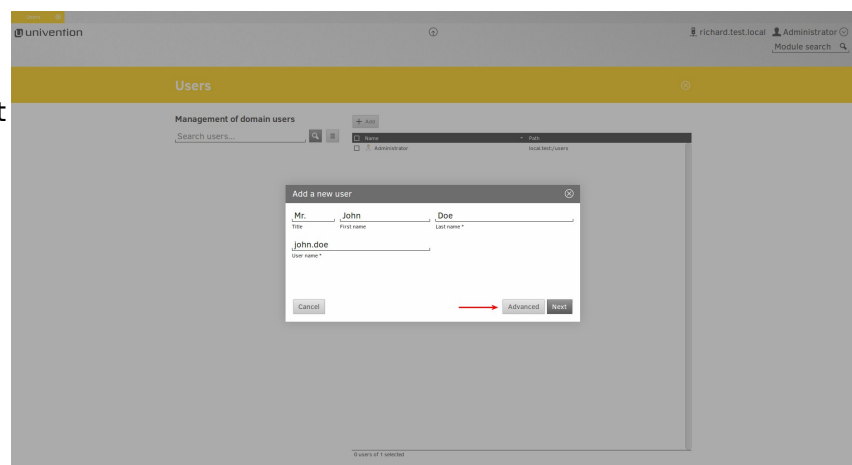 Users
univention
richard.test.local Administrator
Module search
Users
t
Management of domain users
Search users...
+ Add
Name Path
Administrator local.test:/users
Add a new user
Mr. John Doe
Title First name Last name *
john.doe
User name *
Cancel Advanced Next
0 users of 1 selected